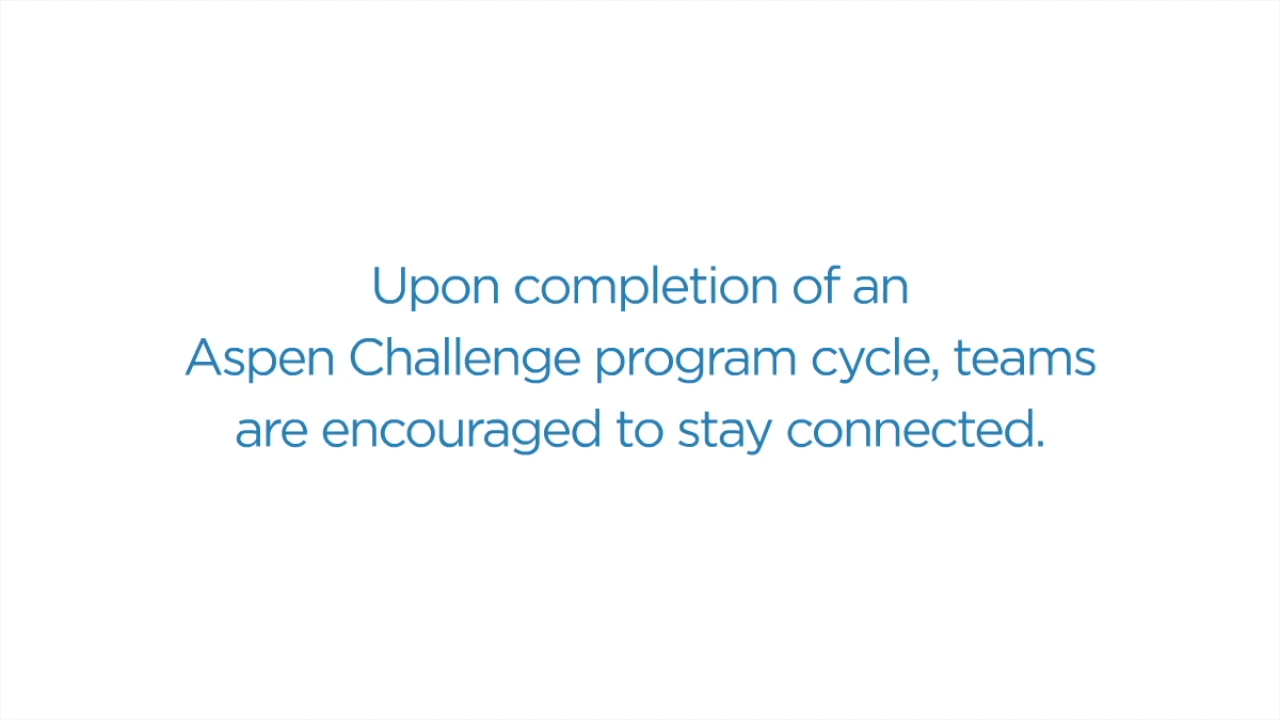 Upon completion of an
Aspen Challenge program cycle, teams
are encouraged to stay connected.